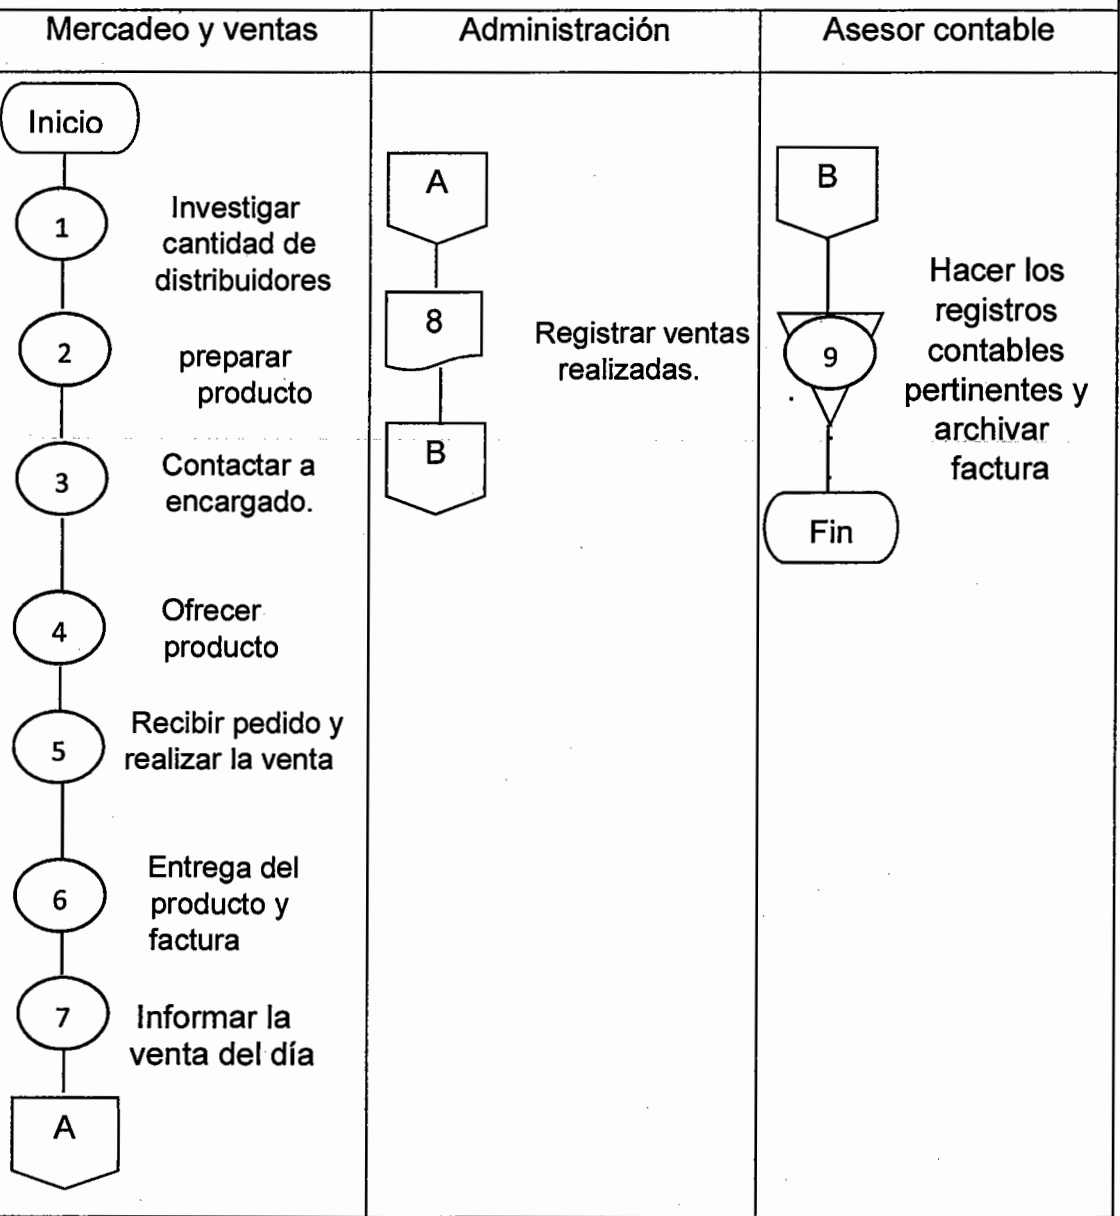 Mercadeo y ventas
Administración
Asesor contable
Inicio
1
Investigar
cantidad de
distribuidores
2
preparar
producto
3
Contactar a
encargado.
4
Ofrecer
producto
5
Recibir pedido y
realizar la venta
6
Entrega del
producto y
factura
7
Informar la
venta del día
A
A
8
Registrar ventas
realizadas.
B
B
9
Hacer los
registros
contables
pertinentes y
archivar
factura
Fin